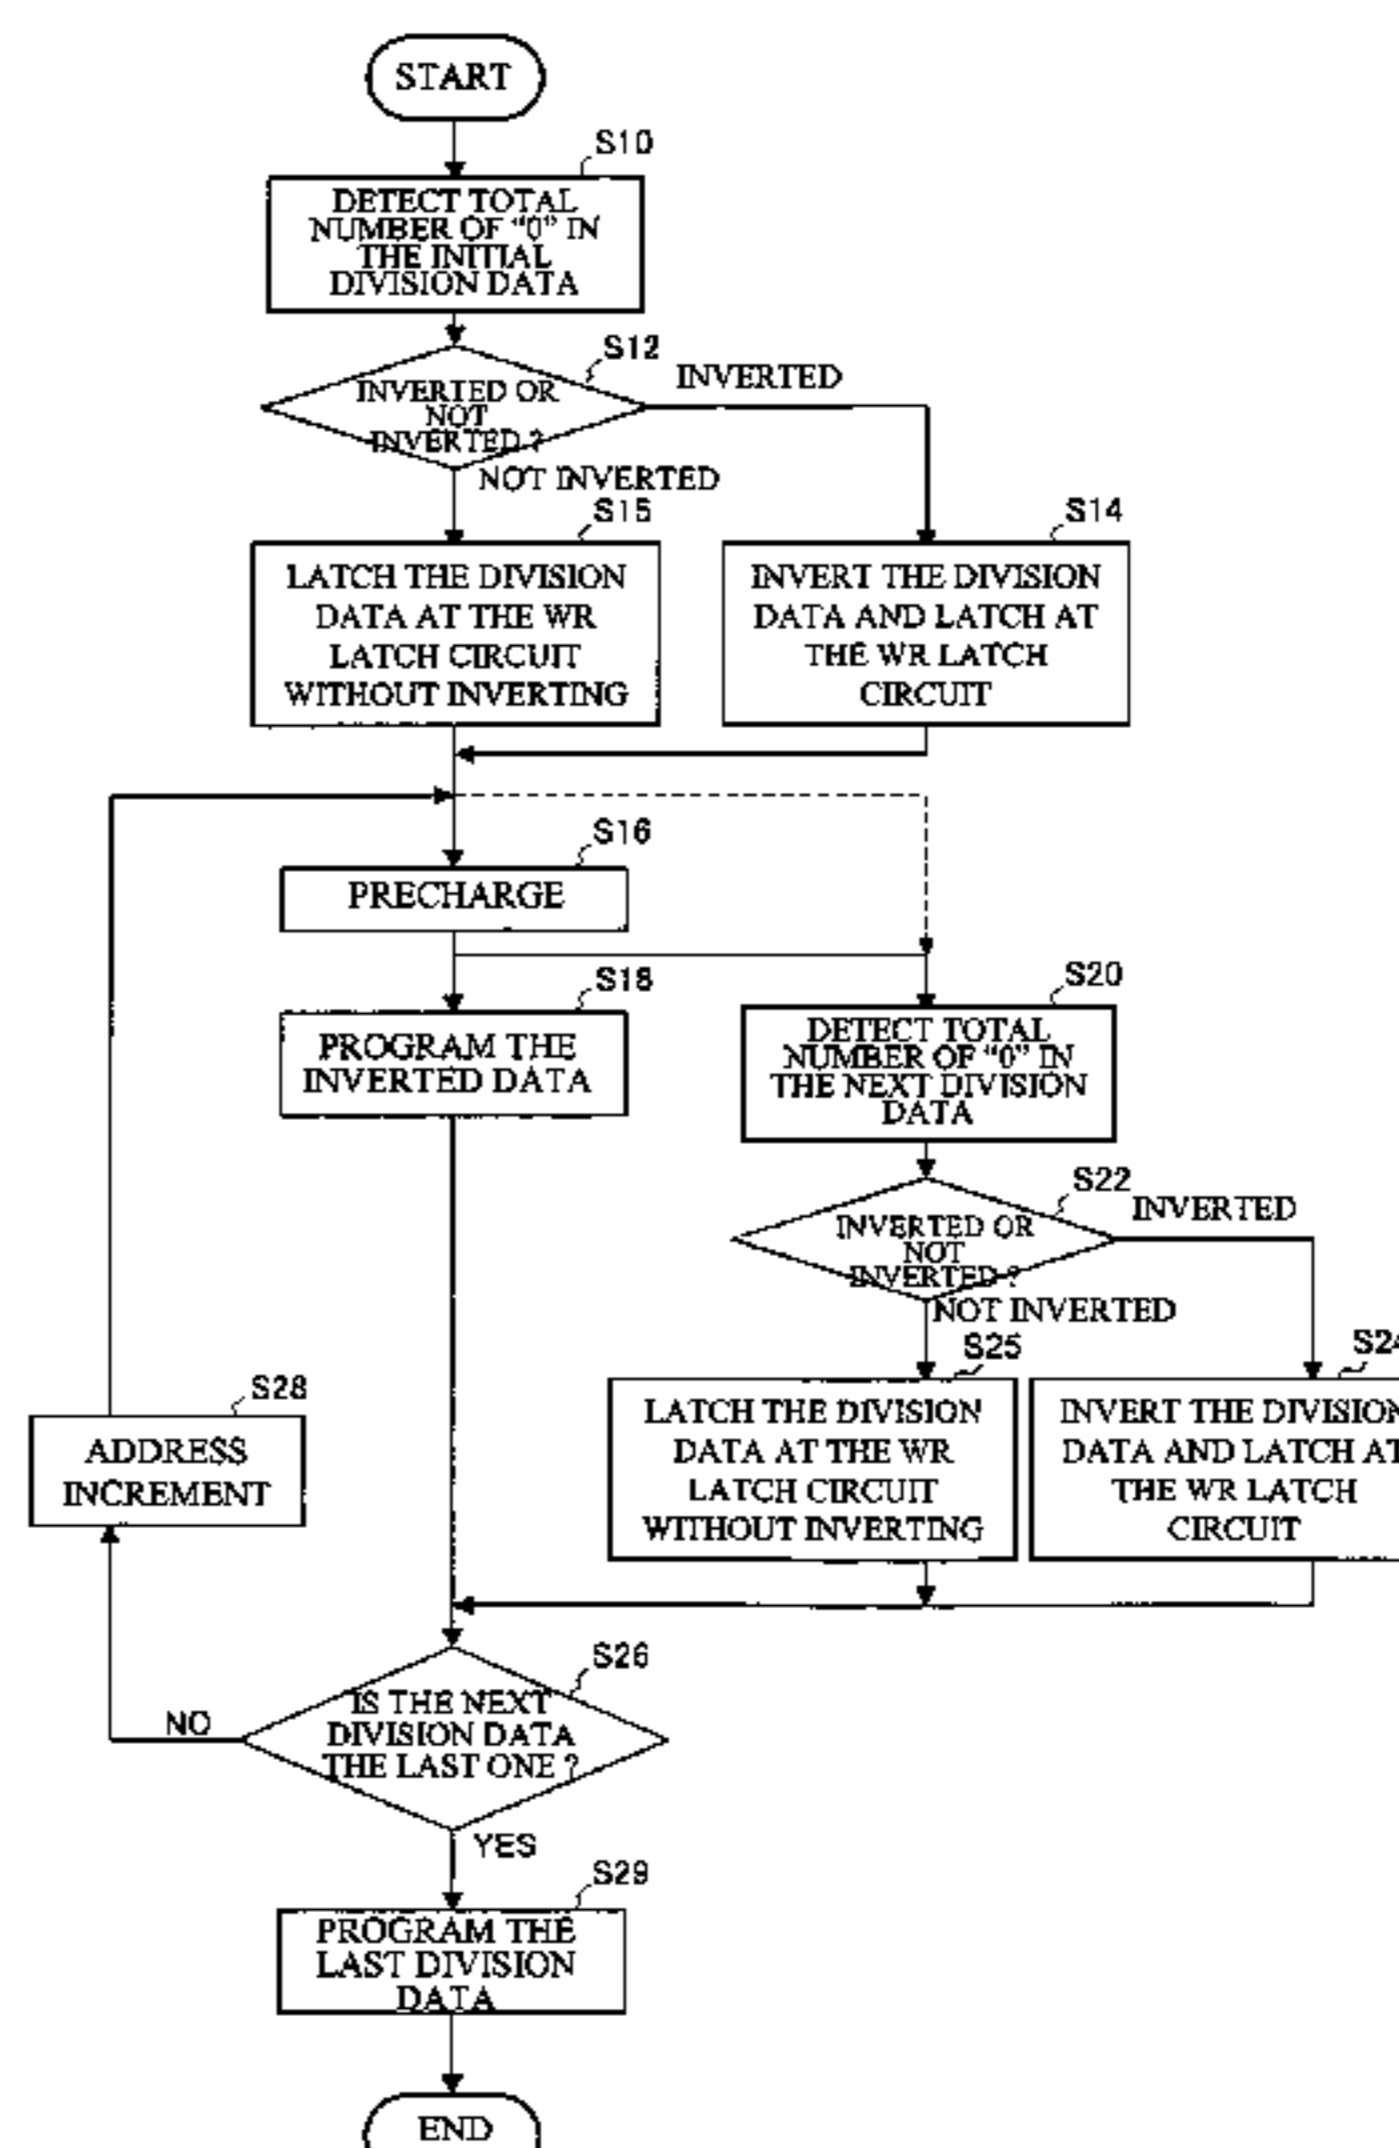 START
S10
DETECT TOTAL
NUMBER OF “0” IN
THE INITIAL
DIVISION DATA
S12
INVERTED OR
NOT
INVERTED ?
INVERTED
NOT INVERTED
S15
LATCH THE DIVISION
DATA AT THE WR
LATCH CIRCUIT
WITHOUT INVERTING
S14
INVERT THE DIVISION
DATA AND LATCH AT
THE WR LATCH
CIRCUIT
S16
PRECHARGE
S18
PROGRAM THE
INVERTED DATA
S20
DETECT TOTAL
NUMBER OF “0” IN
THE NEXT DIVISION
DATA
S22
INVERTED OR
NOT
INVERTED ?
INVERTED
NOT INVERTED
S25
LATCH THE DIVISION
DATA AT THE WR
LATCH CIRCUIT
WITHOUT INVERTING
S24
INVERT THE DIVISION
DATA AND LATCH AT
THE WR LATCH
CIRCUIT
S28
ADDRESS
INCREMENT
S26
IS THE NEXT
DIVISION DATA
THE LAST ONE ?
NO
YES
S29
PROGRAM THE
LAST DIVISION
DATA
END